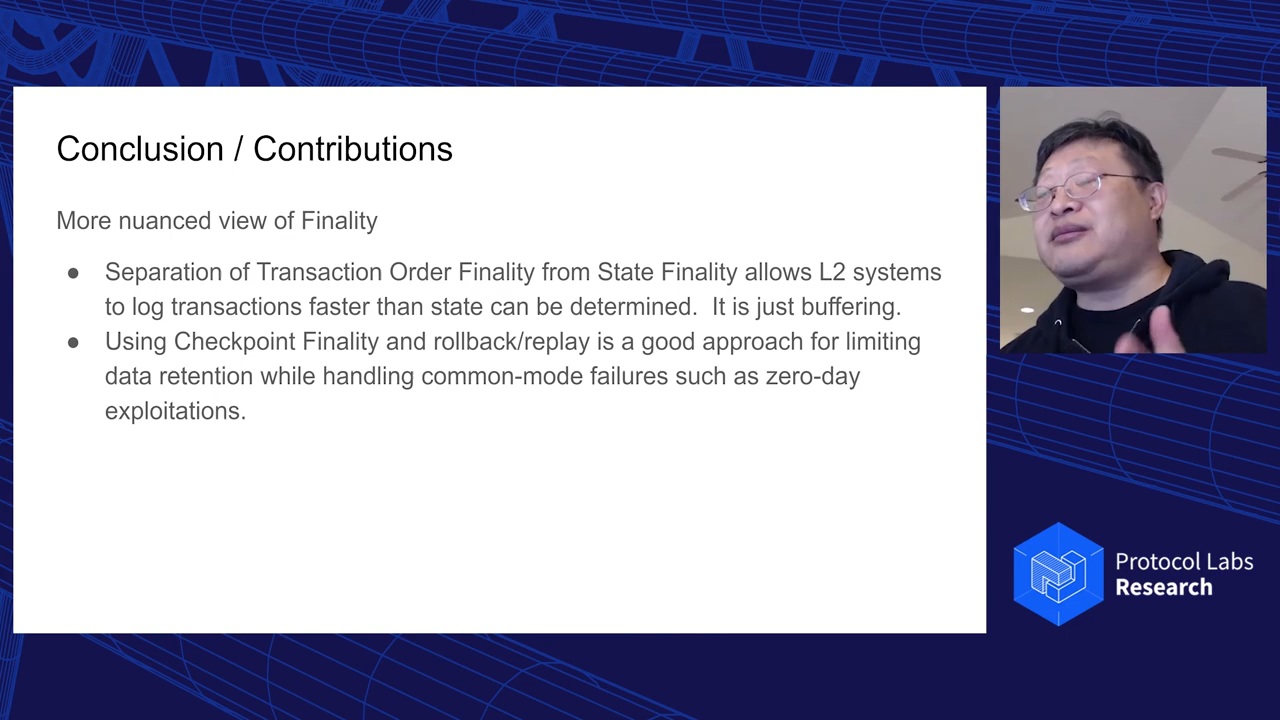 Conclusion / Contributions
More nuanced view of Finality
● Separation of Transaction Order Finality from State Finality allows L2 systems
to log transactions faster than state can be determined.  It is just buffering.
● Using Checkpoint Finality and rollback/replay is a good approach for limiting
data retention while handling common-mode failures such as zero-day
exploitations.
Protocol Labs
Research